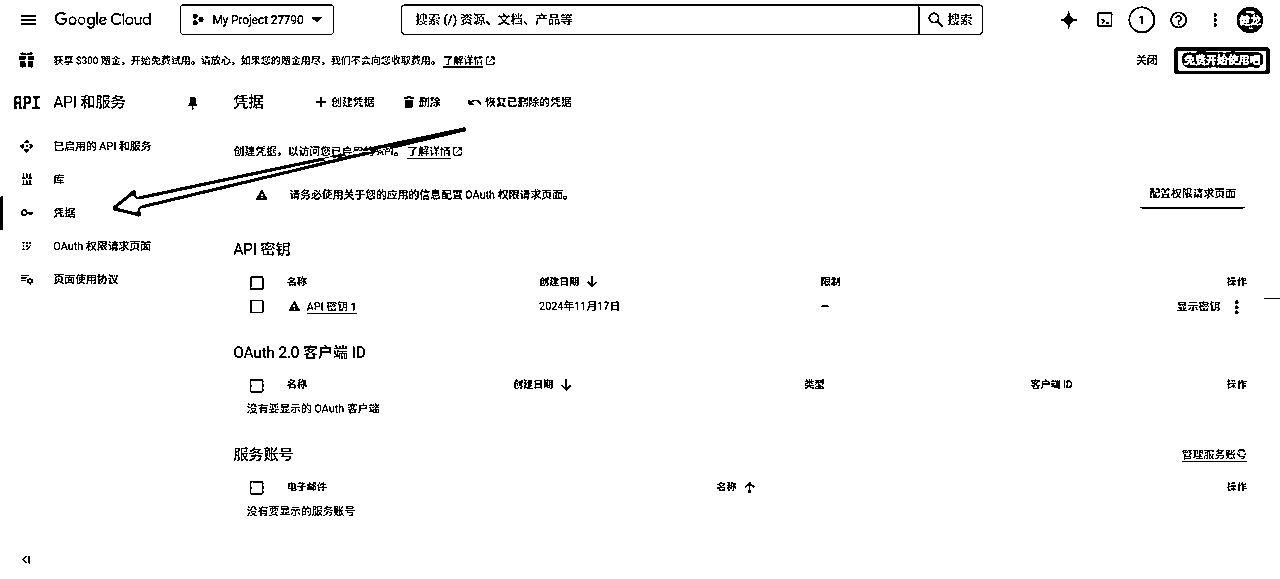 Google Cloud My Project 27790 搜索 (/) 资源、文档、产品等 搜索 1
获享 $300 赠金，开始免费试用。请放心，如果您的赠金用尽，我们不会向您收取费用。 了解详情 关闭 免费开始使用吧
API API 和服务 凭据 创建凭据 删除 恢复已删除的凭据
已启用的 API 和服务
创建凭据，以访问您已启用的 API。 了解详情
库
请务必使用关于您的应用的信息配置 OAuth 权限请求页面。 配置权限请求页面
凭据
OAuth 权限请求页面
API 密钥
页面使用协议
名称 创建日期 限制 操作
API 密钥 1 2024年11月17日 – 显示密钥
OAuth 2.0 客户端 ID
名称 创建日期 类型 客户端 ID 操作
没有要显示的 OAuth 客户端
服务账号 管理服务账号
电子邮件 名称 操作
没有要显示的服务账号